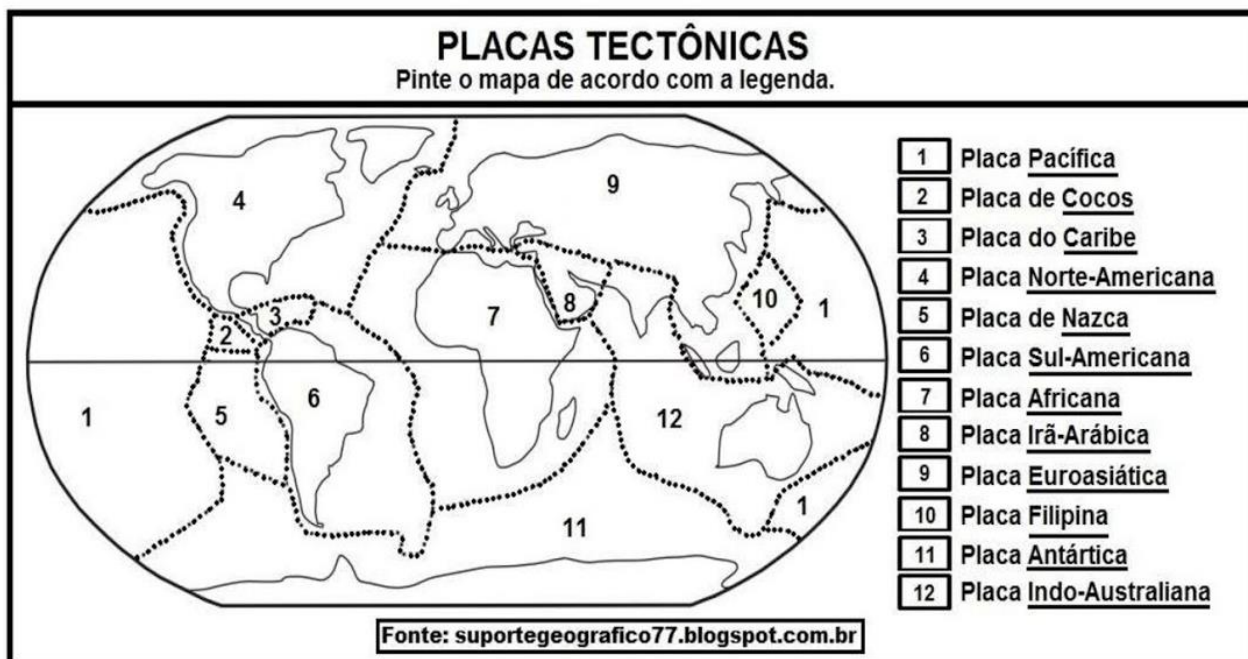 PLACAS TECTÔNICAS
Pinte o mapa de acordo com a legenda.
4
9
3
2
8
7
10
1
1
5
6
12
11
1
1 Placa Pacífica
2 Placa de Cocos
3 Placa do Caribe
4 Placa Norte-Americana
5 Placa de Nazca
6 Placa Sul-Americana
7 Placa Africana
8 Placa Irã-Arábica
9 Placa Euroasiática
10 Placa Filipina
11 Placa Antártica
12 Placa Indo-Australiana
Fonte: suportegeografico77.blogspot.com.br